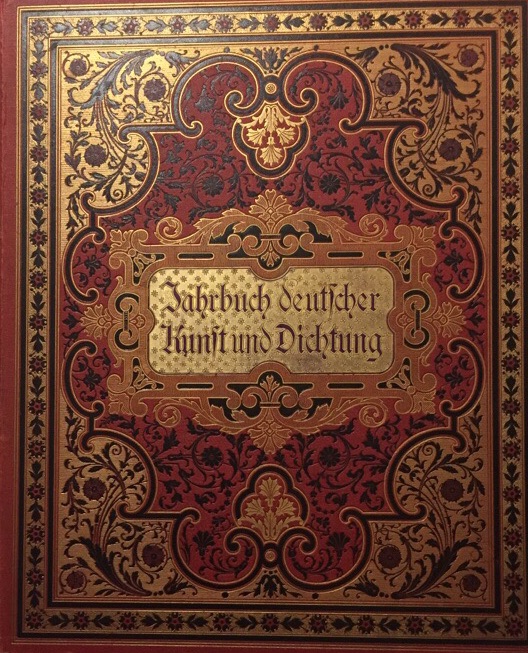 Jahrbuch deutscher
Kunst und Dichtung